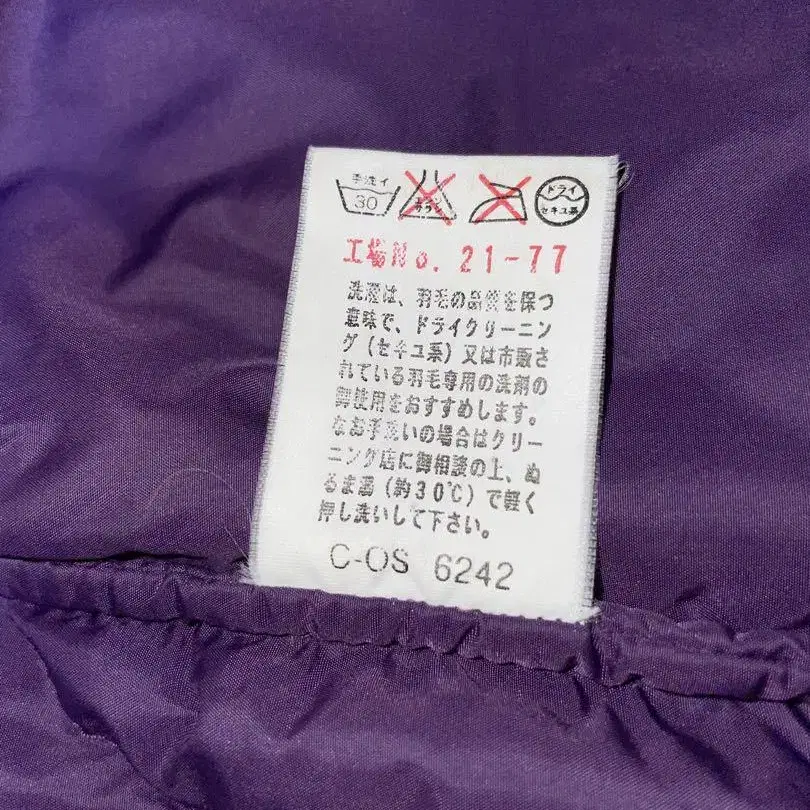 手洗イ
30
エンソサラシ
ドライ
セキユ系
工場No. 21-77
洗濯は、羽毛の品質を保つ
意味で、ドライクリーニン
グ(セキユ系)又は市販さ
れている羽毛専用の洗剤の
御使用をおすすめします。
なお手洗いの場合はクリー
ニング店に御相談の上、ぬ
るま湯(約30℃)で軽く
押し洗いして下さい。
C-OS 6242